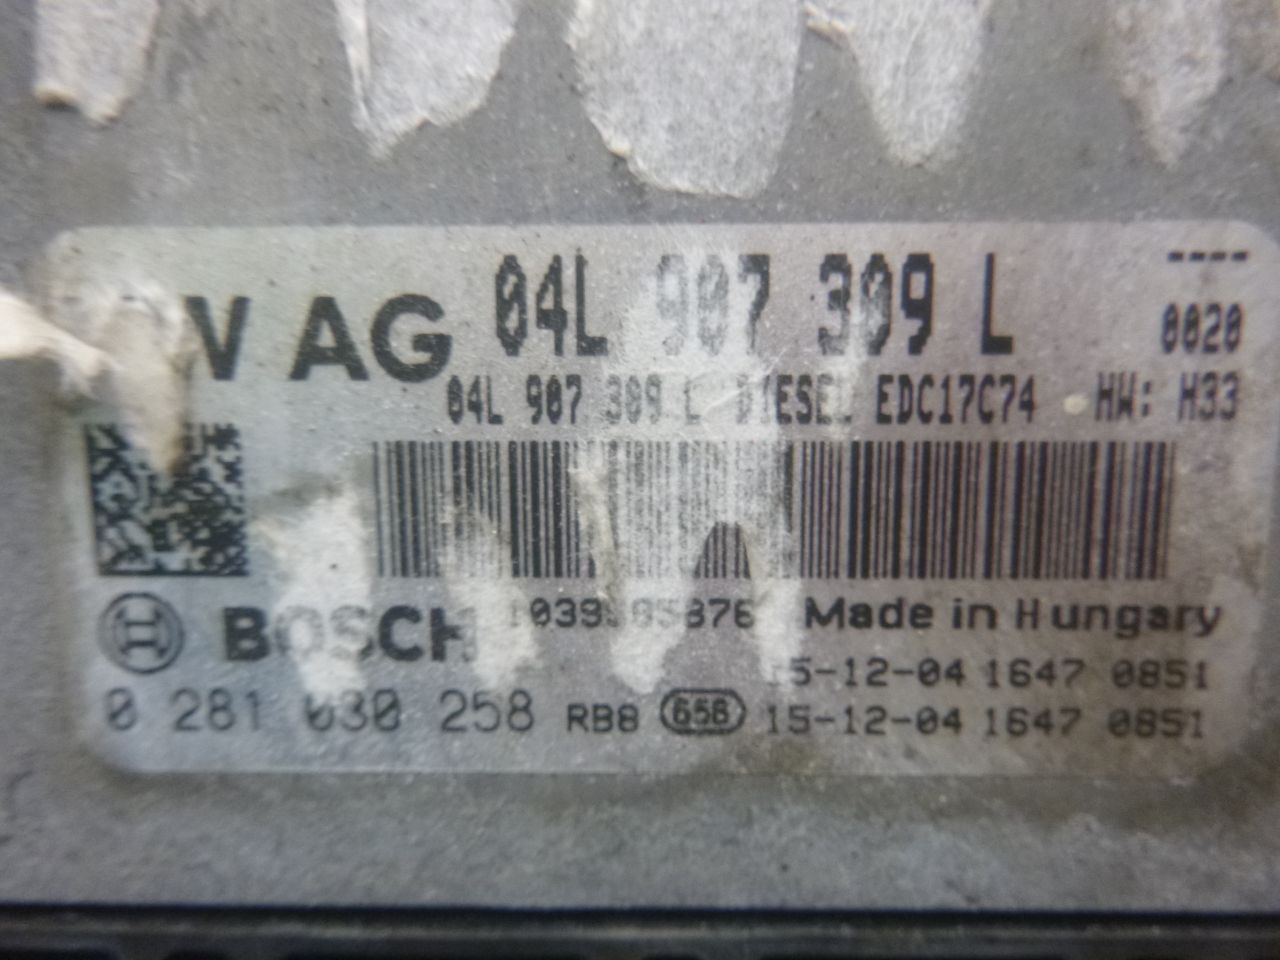 V AG 04L 907 309 L ----
0020
04L 907 309 L DIESEL EDC17C74 HW: H33
BOSCH Made in Hungary
15-12-04 1647 0851
0 281 030 258 RB8 656 15-12-04 1647 0851